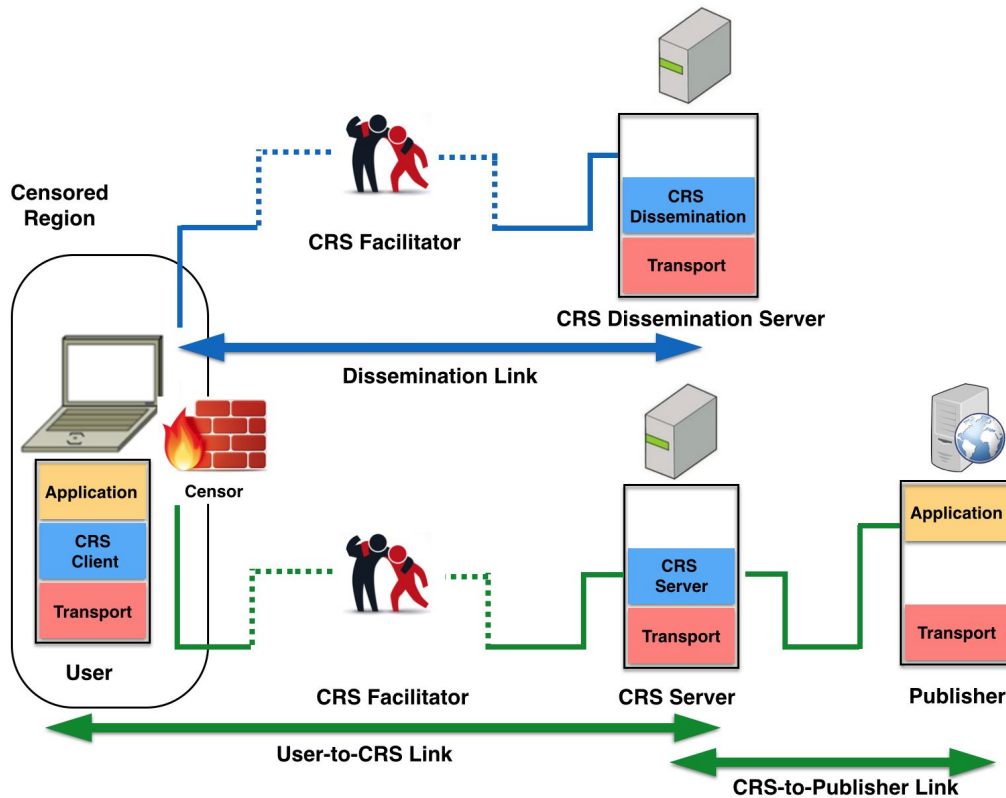 Censored
Region
CRS Facilitator
CRS
Dissemination
Transport
CRS Dissemination Server
Dissemination Link
Censor
Application
CRS
Client
Transport
User
CRS Facilitator
CRS
Server
Transport
CRS Server
Application
Transport
Publisher
User-to-CRS Link
CRS-to-Publisher Link